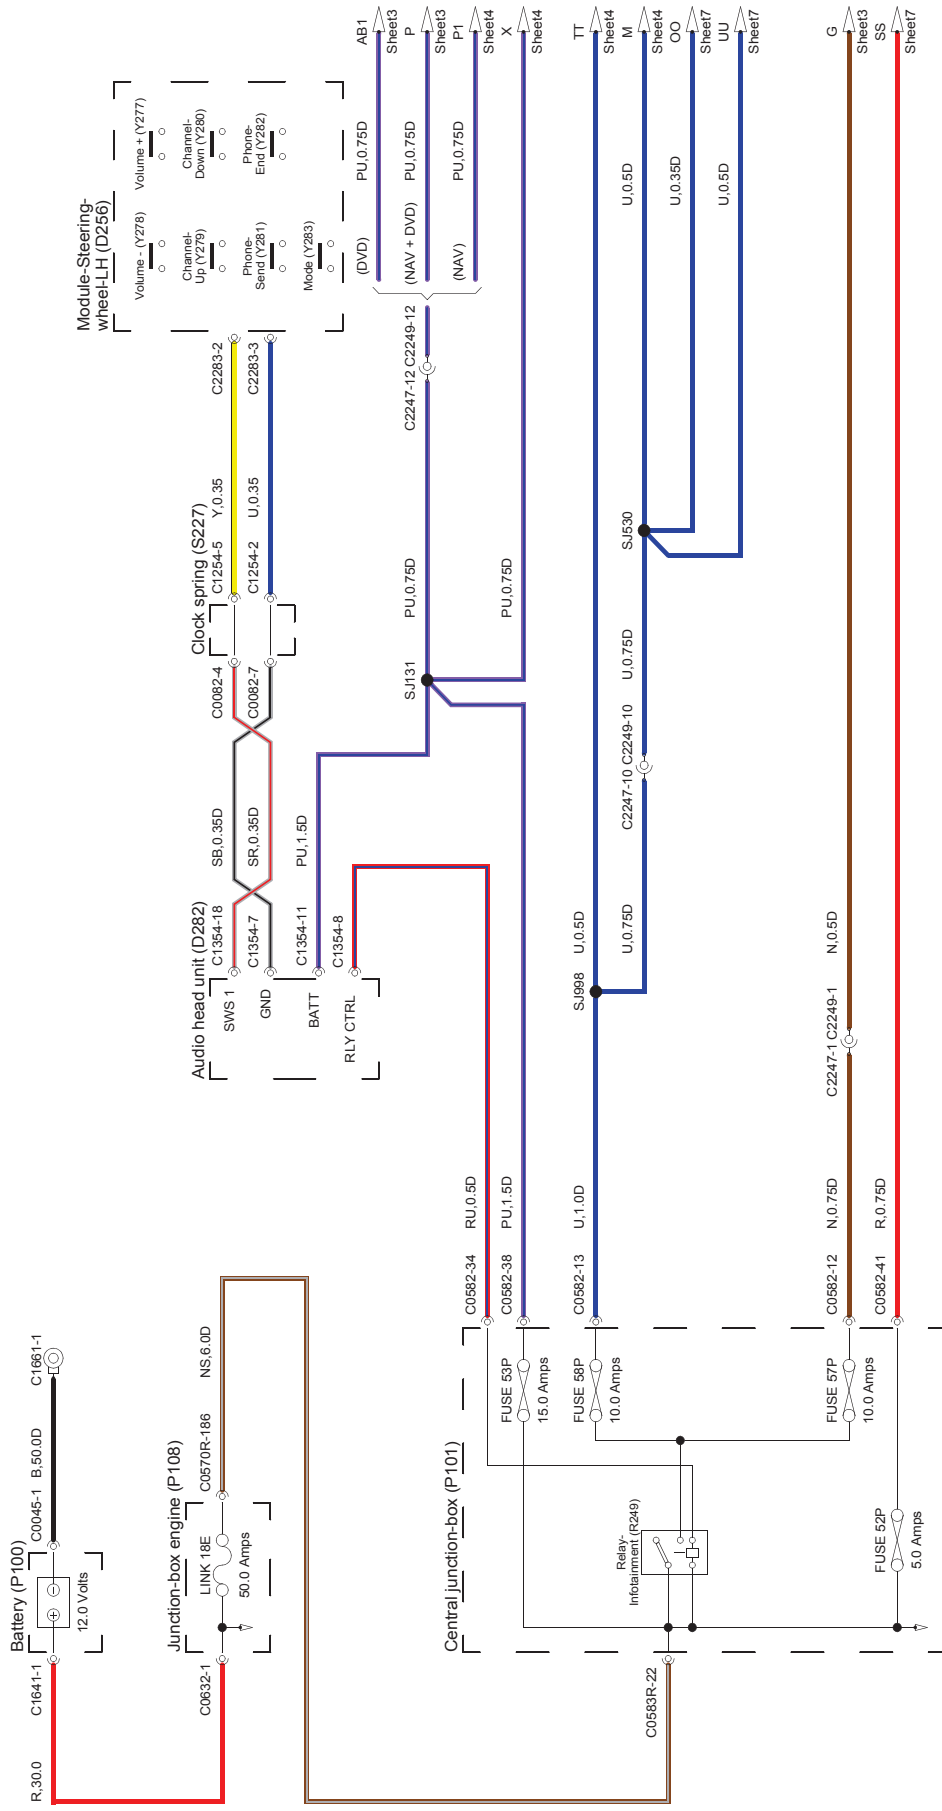 Battery (P100)
12.0 Volts
C1641-1
R,30.0
C0045-1
B,50.0D
C1661-1
Junction-box engine (P108)
LINK 18E
50.0 Amps
C0632-1
C0570R-186
NS,6.0D
Central junction-box (P101)
C0583R-22
Relay-
Infotainment (R249)
FUSE 53P
15.0 Amps
FUSE 58P
10.0 Amps
FUSE 57P
10.0 Amps
FUSE 52P
5.0 Amps
C0582-34
RU,0.5D
C0582-38
PU,1.5D
C0582-13
U,1.0D
C0582-12
N,0.75D
C0582-41
R,0.75D
Audio head unit (D282)
SWS 1
GND
BATT
RLY CTRL
C1354-18
C1354-7
C1354-11
C1354-8
SB,0.35D
SR,0.35D
PU,1.5D
Clock spring (S227)
C0082-4
C0082-7
C1254-5
C1254-2
Y,0.35
U,0.35
C2283-2
C2283-3
Module-Steering-
wheel-LH (D256)
Volume - (Y278)
Volume + (Y277)
Channel-
Up (Y279)
Channel-
Down (Y280)
Phone-
Send (Y281)
Phone-
End (Y282)
Mode (Y283)
SJ131
PU,0.75D
PU,0.75D
C2247-12
C2249-12
(DVD)
PU,0.75D
AB1
Sheet3
(NAV + DVD)
PU,0.75D
P
Sheet3
(NAV)
PU,0.75D
P1
Sheet4
X
Sheet4
SJ998
U,0.5D
U,0.75D
C2247-10
C2249-10
U,0.75D
SJ530
TT
Sheet4
U,0.5D
M
Sheet4
U,0.35D
OO
Sheet7
U,0.5D
UU
Sheet7
C2247-1
C2249-1
N,0.5D
G
Sheet3
SS
Sheet7